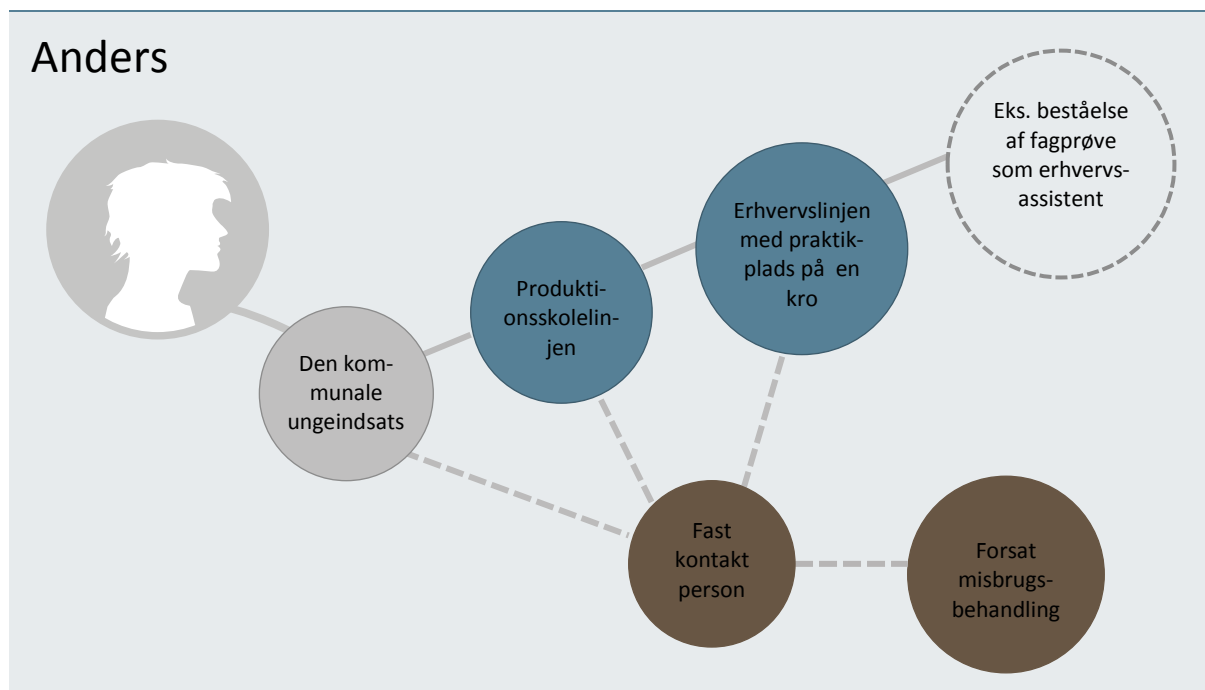 Anders
Eks. beståelse
af fagprøve
som erhvervs-
assistent
Erhvervslinjen
med praktik-
plads på en
kro
Produkti-
onsskolelin-
jen
Den kom-
munale
ungeindsats
Fast
kontakt
person
Forsat
misbrugs-
behandling